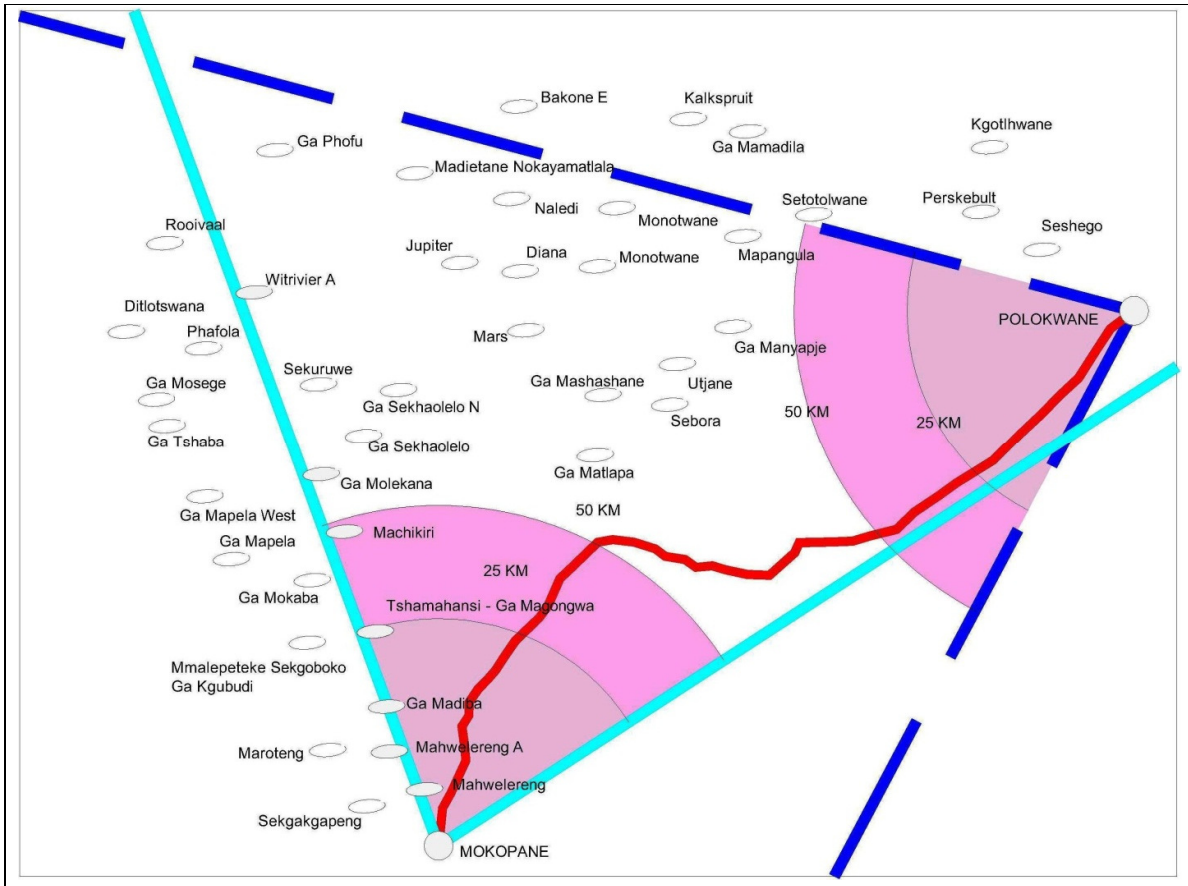 Bakone E
Kalkspruit
Ga Mamadila
Kgotlhwane
Ga Phofu
Madietane Nokayamatlala
Naledi
Monotwane
Setotolwane
Perskebult
Seshego
Rooivaal
Jupiter
Diana
Monotwane
Mapangula
Witrivier A
Ditlotswana
Phafola
POLOKWANE
Mars
Ga Manyapje
Sekuruwe
Ga Mosege
Ga Sekhaolelo N
Ga Mashashane
Utjane
Sebora
50 KM
25 KM
Ga Tshaba
Ga Sekhaolelo
Ga Matlapa
Ga Molekana
Ga Mapela West
50 KM
Machikiri
Ga Mapela
25 KM
Ga Mokaba
Tshamahansi - Ga Magongwa
Mmalepeteke Sekgoboko
Ga Kgubudi
Ga Madiba
Maroteng
Mahwelereng A
Mahwelereng
Sekgakgapeng
MOKOPANE